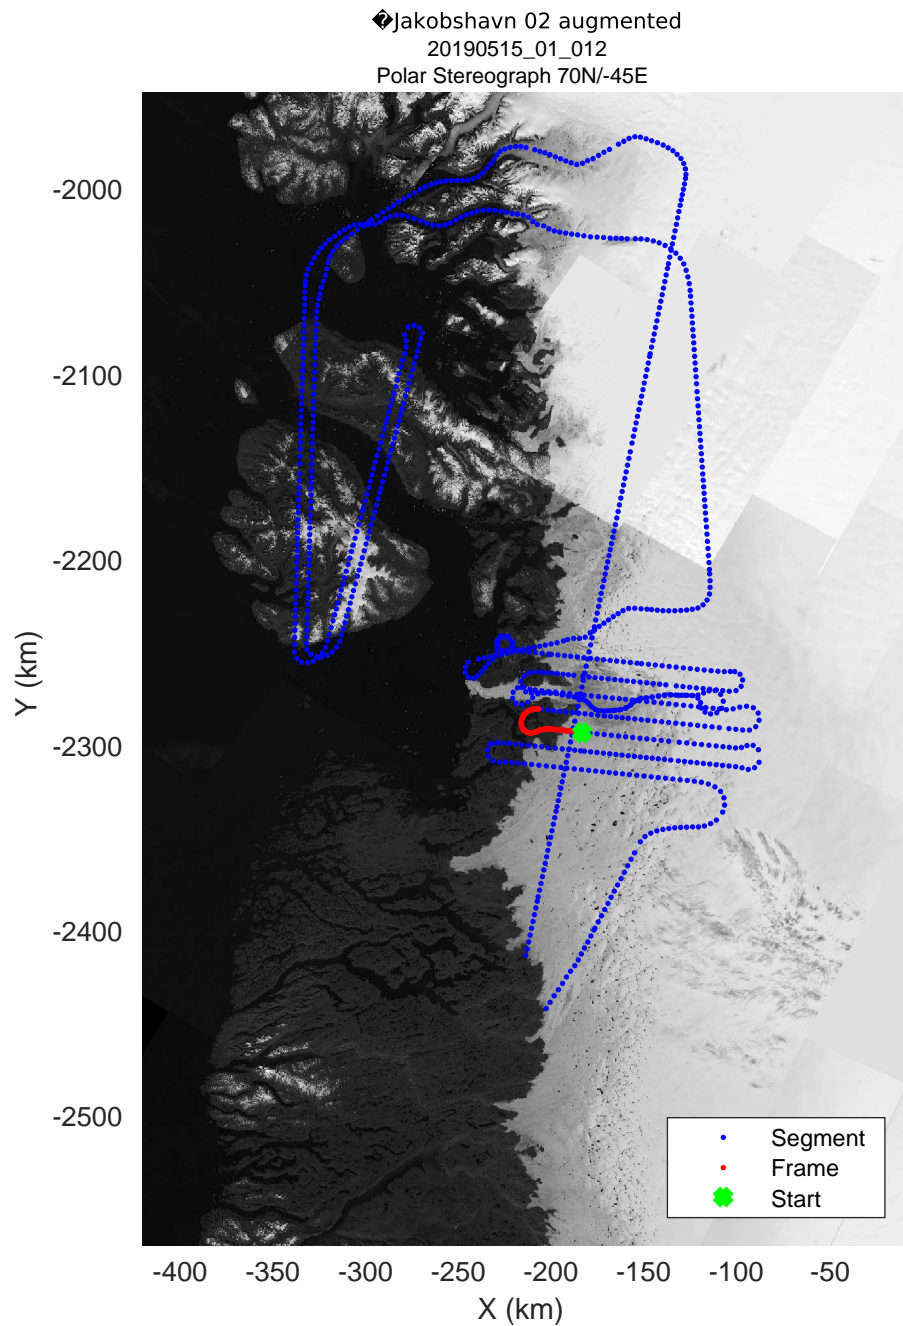 �Jakobshavn 02 augmented
20190515_01_012
Polar Stereograph 70N/-45E
-2000
-2100
-2200
-2300
-2400
-2500
Y (km)
Segment
Frame
Start
-400 -350 -300 -250 -200 -150 -100 -50
X (km)